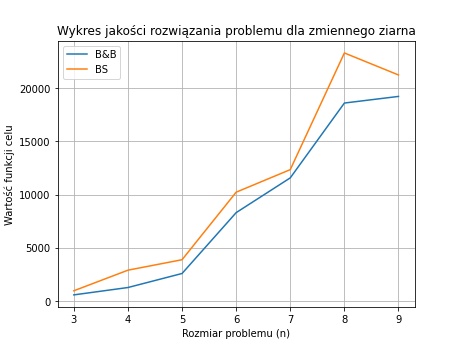 Wykres jakości rozwiązania problemu dla zmiennego ziarna
B&B
BS
Wartość funkcji celu
20000
15000
10000
5000
0
3 4 5 6 7 8 9
Rozmiar problemu (n)